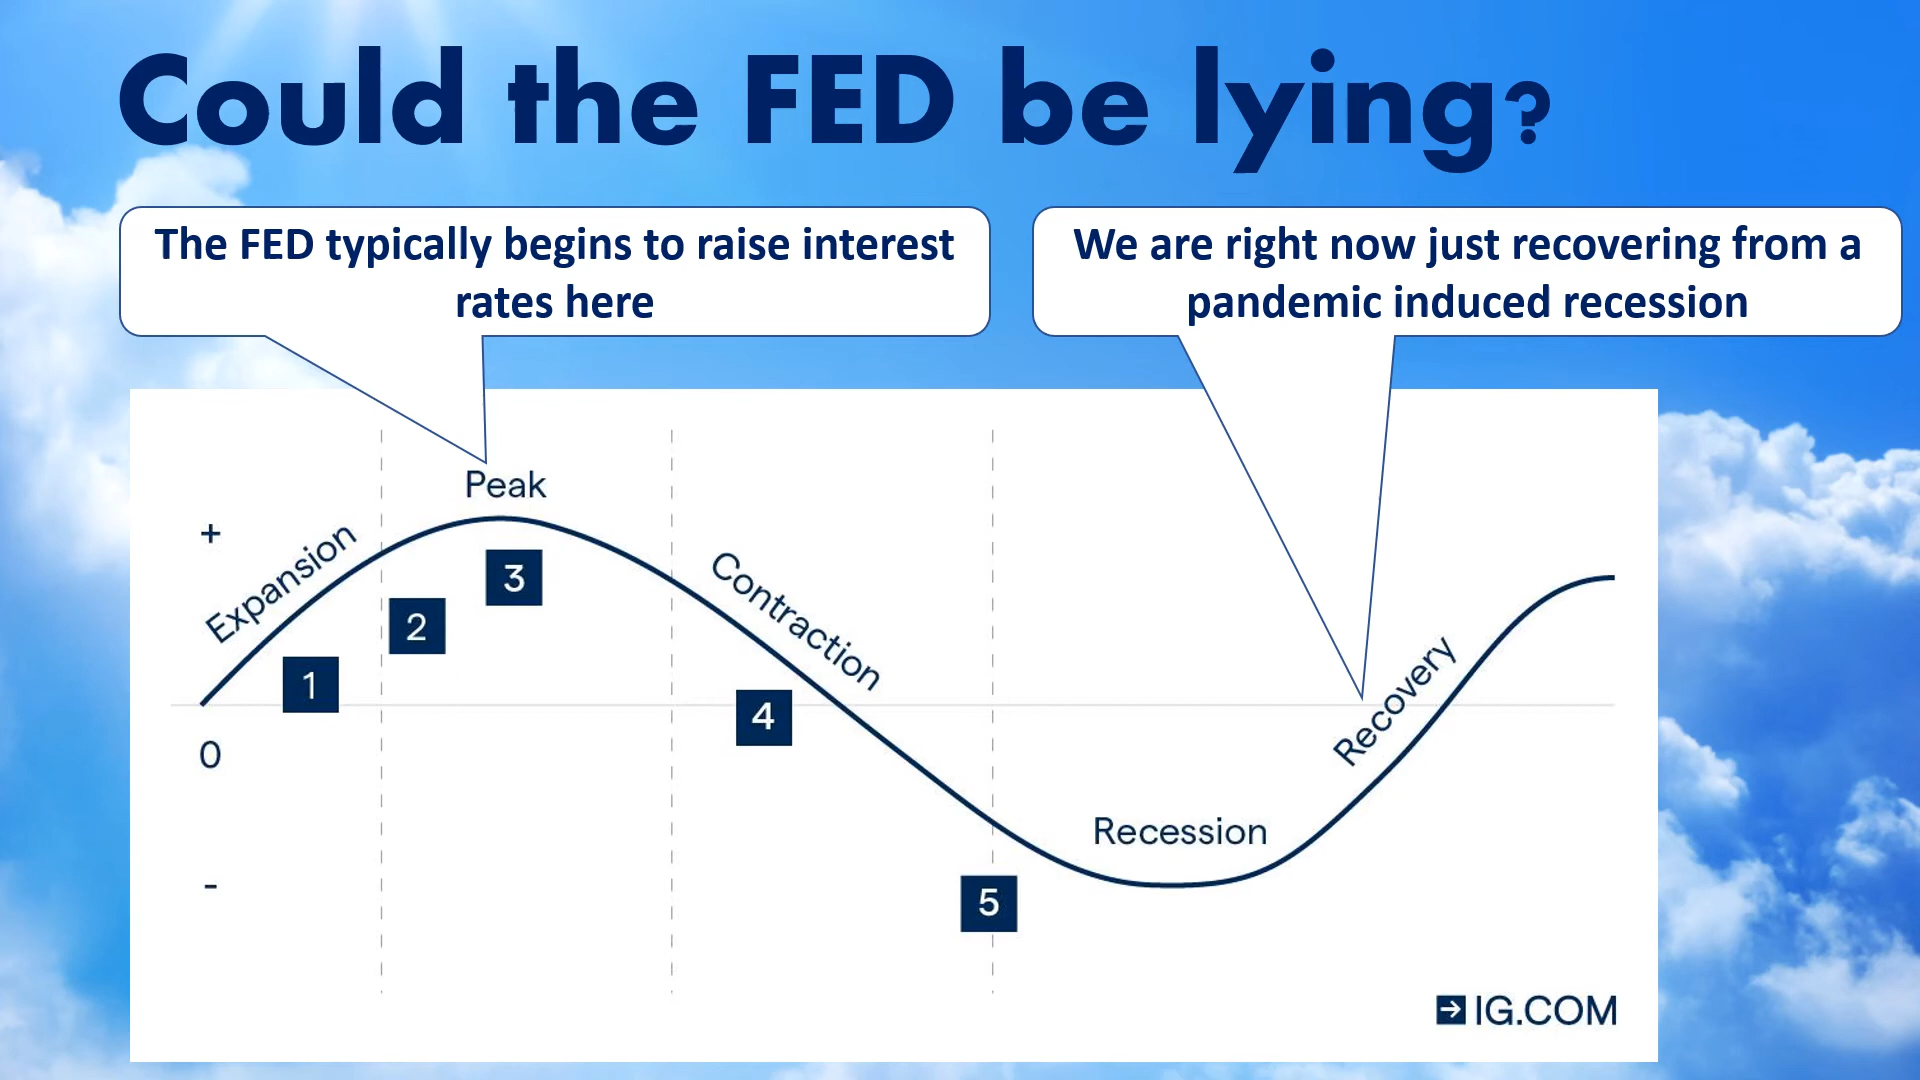 Could the FED be lying?
The FED typically begins to raise interest
rates here
We are right now just recovering from a
pandemic induced recession
Peak
+
Expansion
3
Contraction
2
1
4
Recovery
0
Recession
-
5
IG.COM